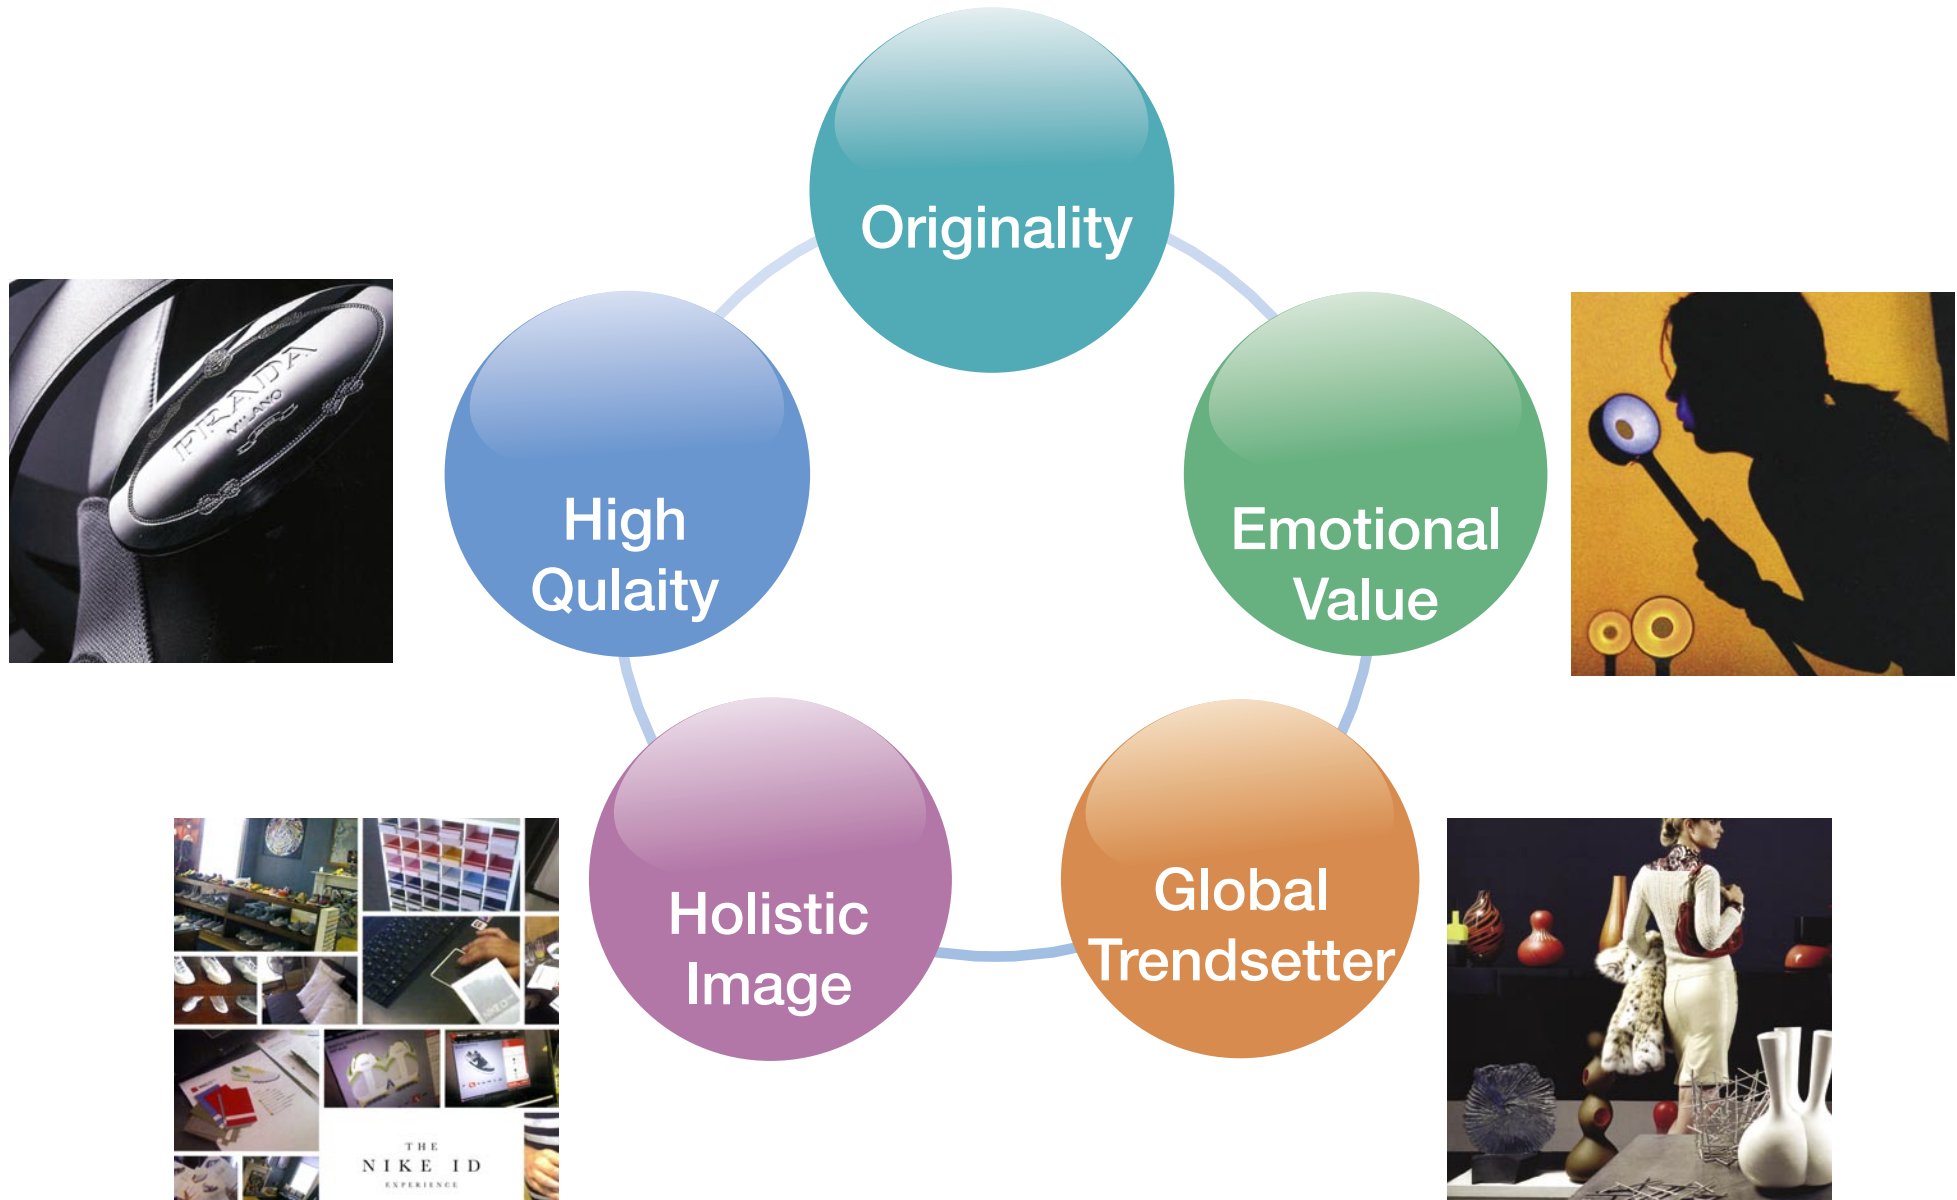 Originality
PRADA
MILANO
High
Qulaity
Emotional
Value
Holistic
Image
Global
Trendsetter
THE
NIKE ID
EXPERIENCE